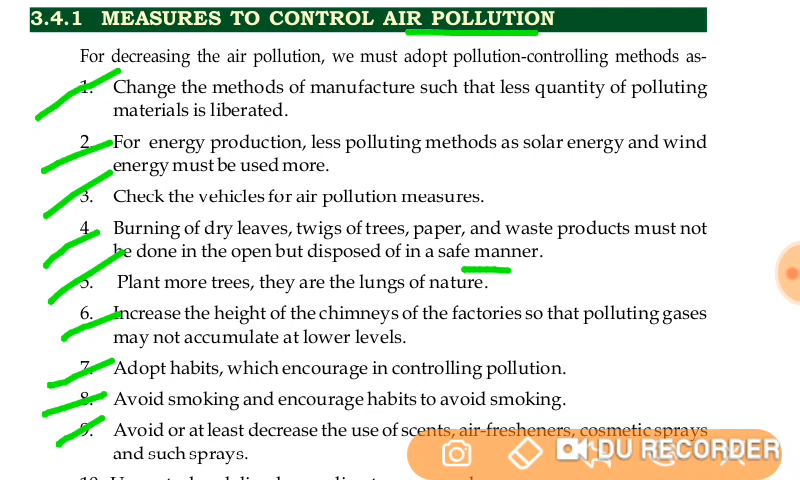 3.4.1 MEASURES TO CONTROL AIR POLLUTION
For decreasing the air pollution, we must adopt pollution-controlling methods as-
1. Change the methods of manufacture such that less quantity of polluting
materials is liberated.
2. For energy production, less polluting methods as solar energy and wind
energy must be used more.
3. Check the vehicles for air pollution measures.
4. Burning of dry leaves, twigs of trees, paper, and waste products must not
be done in the open but disposed of in a safe manner.
5. Plant more trees, they are the lungs of nature.
6. Increase the height of the chimneys of the factories so that polluting gases
may not accumulate at lower levels.
7. Adopt habits, which encourage in controlling pollution.
8. Avoid smoking and encourage habits to avoid smoking.
9. Avoid or at least decrease the use of scents, air-fresheners, cosmetic sprays
and such sprays.
DU RECORDER